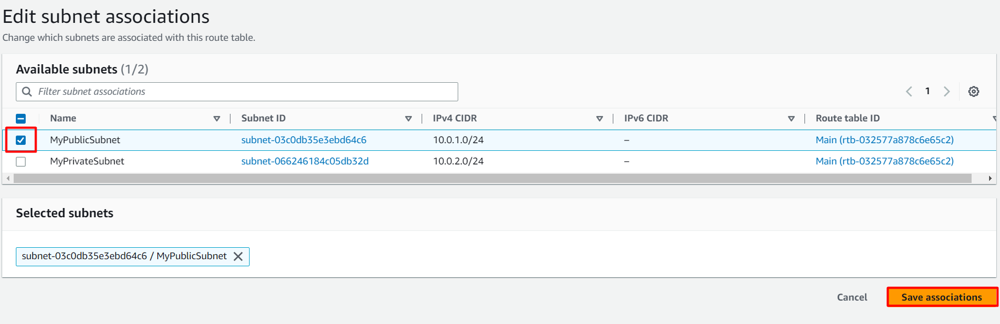 Edit subnet associations
Change which subnets are associated with this route table.
Available subnets (1/2)
Filter subnet associations
1
Name Subnet ID IPv4 CIDR IPv6 CIDR Route table ID
MyPublicSubnet subnet-03c0db35e3ebd64c6 10.0.1.0/24 – Main (rtb-032577a878c6e65c2)
MyPrivateSubnet subnet-066246184c05db32d 10.0.2.0/24 – Main (rtb-032577a878c6e65c2)
Selected subnets
subnet-03c0db35e3ebd64c6 / MyPublicSubnet
Cancel Save associations